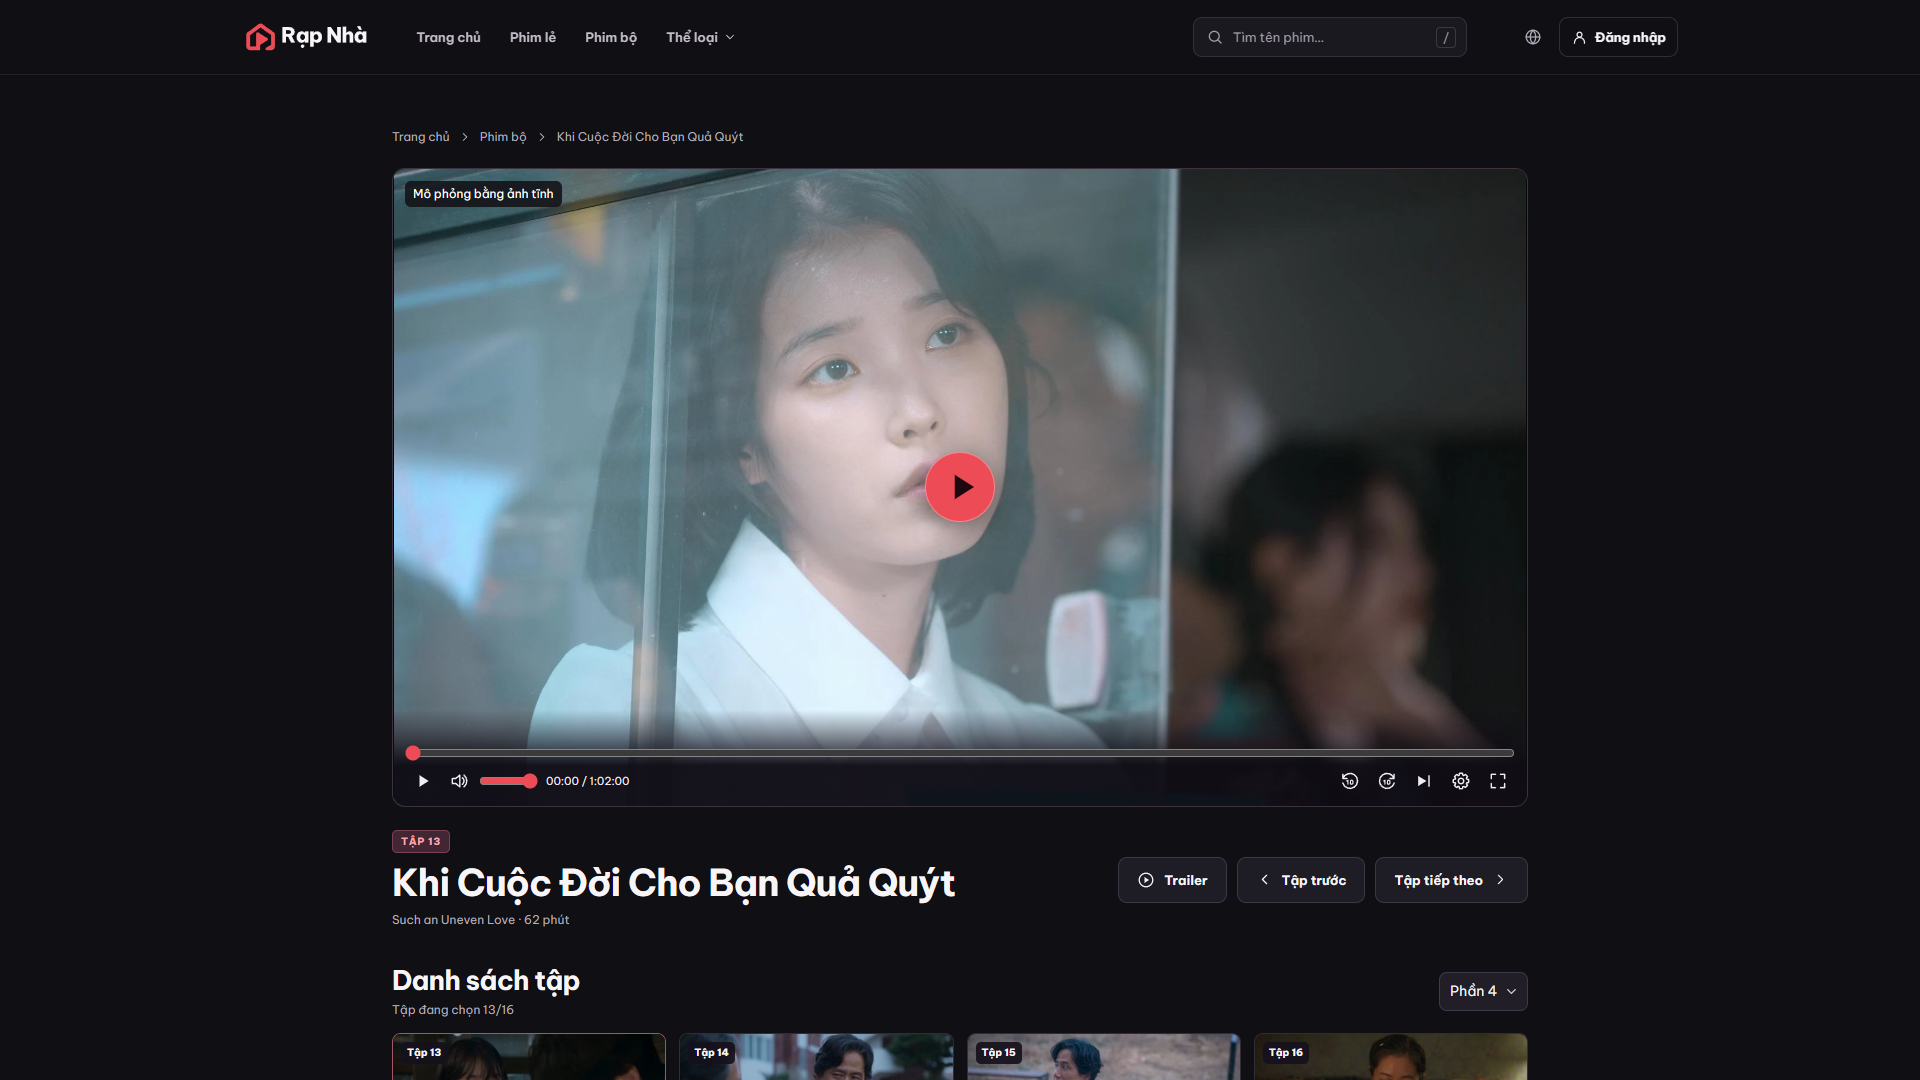 Rạp Nhà
Trang chủ
Phim lẻ
Phim bộ
Thể loại
Tìm tên phim...
/
Đăng nhập
Trang chủ
Phim bộ
Khi Cuộc Đời Cho Bạn Quả Quýt
Mô phỏng bằng ảnh tĩnh
00:00 / 1:02:00
10
10
TẬP 13
Khi Cuộc Đời Cho Bạn Quả Quýt
Such an Uneven Love · 62 phút
Trailer
Tập trước
Tập tiếp theo
Danh sách tập
Tập đang chọn 13/16
Phần 4
Tập 13
Tập 14
Tập 15
Tập 16